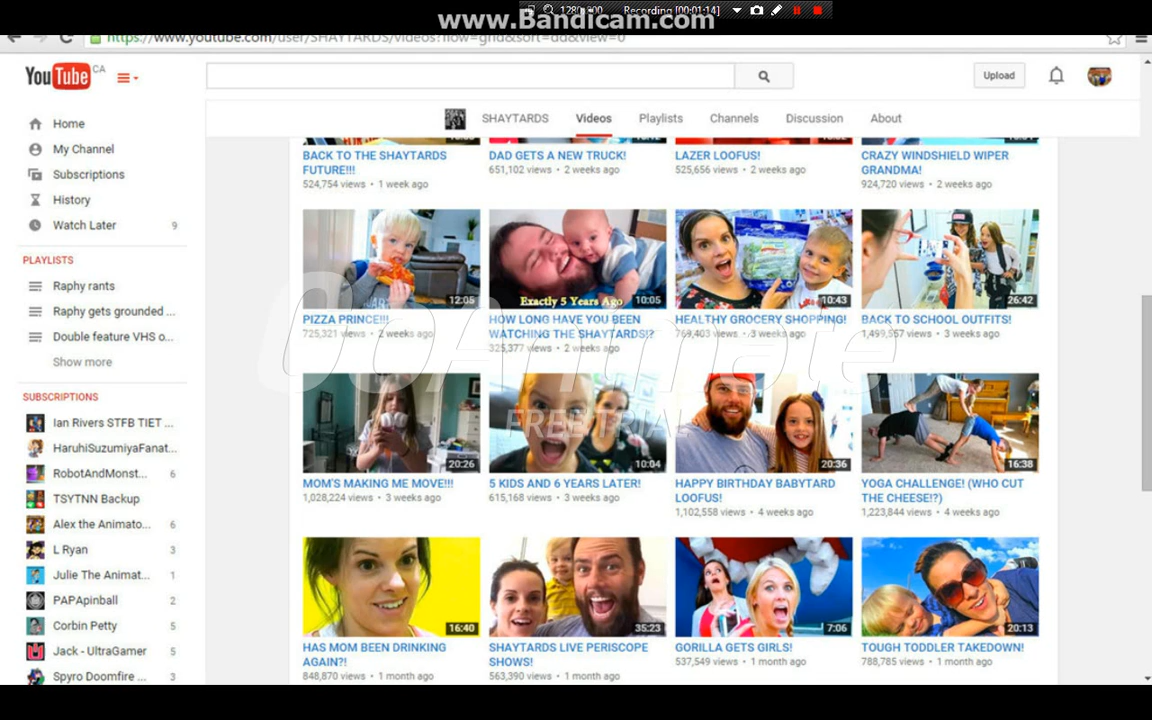 1280x800 Recording [00:01:14]
www.Bandicam.com
https://www.youtube.com/user/SHAYTARDS/videos?flow=grid&sort=dd&view=0
YouTube CA
Upload
SHAYTARDS Videos Playlists Channels Discussion About
Home
My Channel
Subscriptions
History
Watch Later 9
PLAYLISTS
Raphy rants
Raphy gets grounded ...
Double feature VHS o...
Show more
SUBSCRIPTIONS
Ian Rivers STFB TIET ...
HaruhiSuzumiyaFanat...
RobotAndMonst... 6
TSYTNN Backup
Alex the Animato... 6
L Ryan 3
Julie The Animat... 1
PAPApinball 2
Corbin Petty 5
Jack - UltraGamer 5
Spyro Doomfire ... 3
BACK TO THE SHAYTARDS
FUTURE!!!
524,754 views • 1 week ago
DAD GETS A NEW TRUCK!
651,102 views • 2 weeks ago
LAZER LOOFUS!
525,656 views • 2 weeks ago
CRAZY WINDSHIELD WIPER
GRANDMA!
924,720 views • 2 weeks ago
12:05
PIZZA PRINCE!!!
725,321 views • 2 weeks ago
Exactly 5 Years Ago 10:05
HOW LONG HAVE YOU BEEN
WATCHING THE SHAYTARDS!?
325,377 views • 2 weeks ago
10:43
HEALTHY GROCERY SHOPPING!
769,403 views • 3 weeks ago
26:42
BACK TO SCHOOL OUTFITS!
1,499,557 views • 3 weeks ago
GoAnimate
FREE TRIAL
20:26
MOM'S MAKING ME MOVE!!!
1,028,224 views • 3 weeks ago
10:04
5 KIDS AND 6 YEARS LATER!
615,168 views • 3 weeks ago
20:36
HAPPY BIRTHDAY BABYTARD
LOOFUS!
1,102,558 views • 4 weeks ago
16:38
YOGA CHALLENGE! (WHO CUT
THE CHEESE!?)
1,223,844 views • 4 weeks ago
16:40
HAS MOM BEEN DRINKING
AGAIN?!
848,870 views • 1 month ago
35:23
SHAYTARDS LIVE PERISCOPE
SHOWS!
563,390 views • 1 month ago
7:06
GORILLA GETS GIRLS!
537,549 views • 1 month ago
20:13
TOUGH TODDLER TAKEDOWN!
788,785 views • 1 month ago